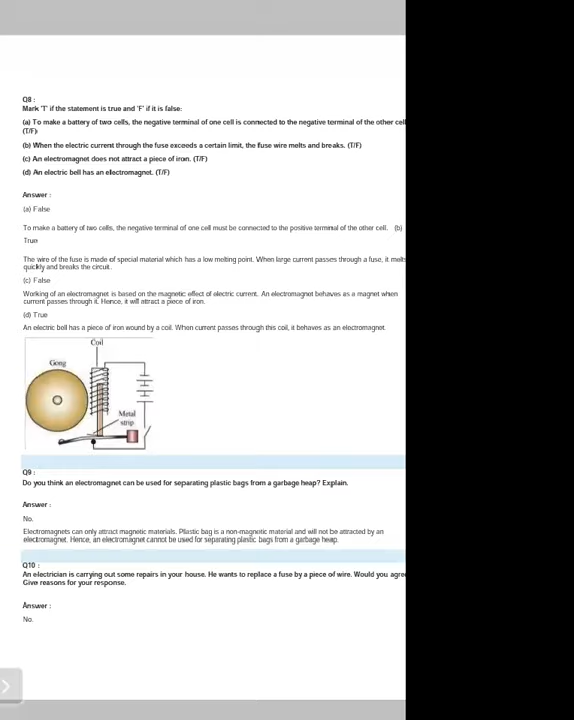 Q8 :
Mark 'T' if the statement is true and 'F' if it is false:
(a) To make a battery of two cells, the negative terminal of one cell is connected to the negative terminal of the other cell
(T/F)
(b) When the electric current through the fuse exceeds a certain limit, the fuse wire melts and breaks. (T/F)
(c) An electromagnet does not attract a piece of iron. (T/F)
(d) An electric bell has an electromagnet. (T/F)
Answer :
(a) False
To make a battery of two cells, the negative terminal of one cell must be connected to the positive terminal of the other cell. (b)
True
The wire of the fuse is made of special material which has a low melting point. When large current passes through a fuse, it melts
quickly and breaks the circuit.
(c) False
Working of an electromagnet is based on the magnetic effect of electric current. An electromagnet behaves as a magnet when
current passes through it. Hence, it will attract a piece of iron.
(d) True
An electric bell has a piece of iron wound by a coil. When current passes through this coil, it behaves as an electromagnet.
Coil
Gong
Metal
strip
Q9 :
Do you think an electromagnet can be used for separating plastic bags from a garbage heap? Explain.
Answer :
No.
Electromagnets can only attract magnetic materials. Plastic bag is a non-magnetic material and will not be attracted by an
electromagnet. Hence, an electromagnet cannot be used for separating plastic bags from a garbage heap.
Q10 :
An electrician is carrying out some repairs in your house. He wants to replace a fuse by a piece of wire. Would you agree
Give reasons for your response.
Answer :
No.